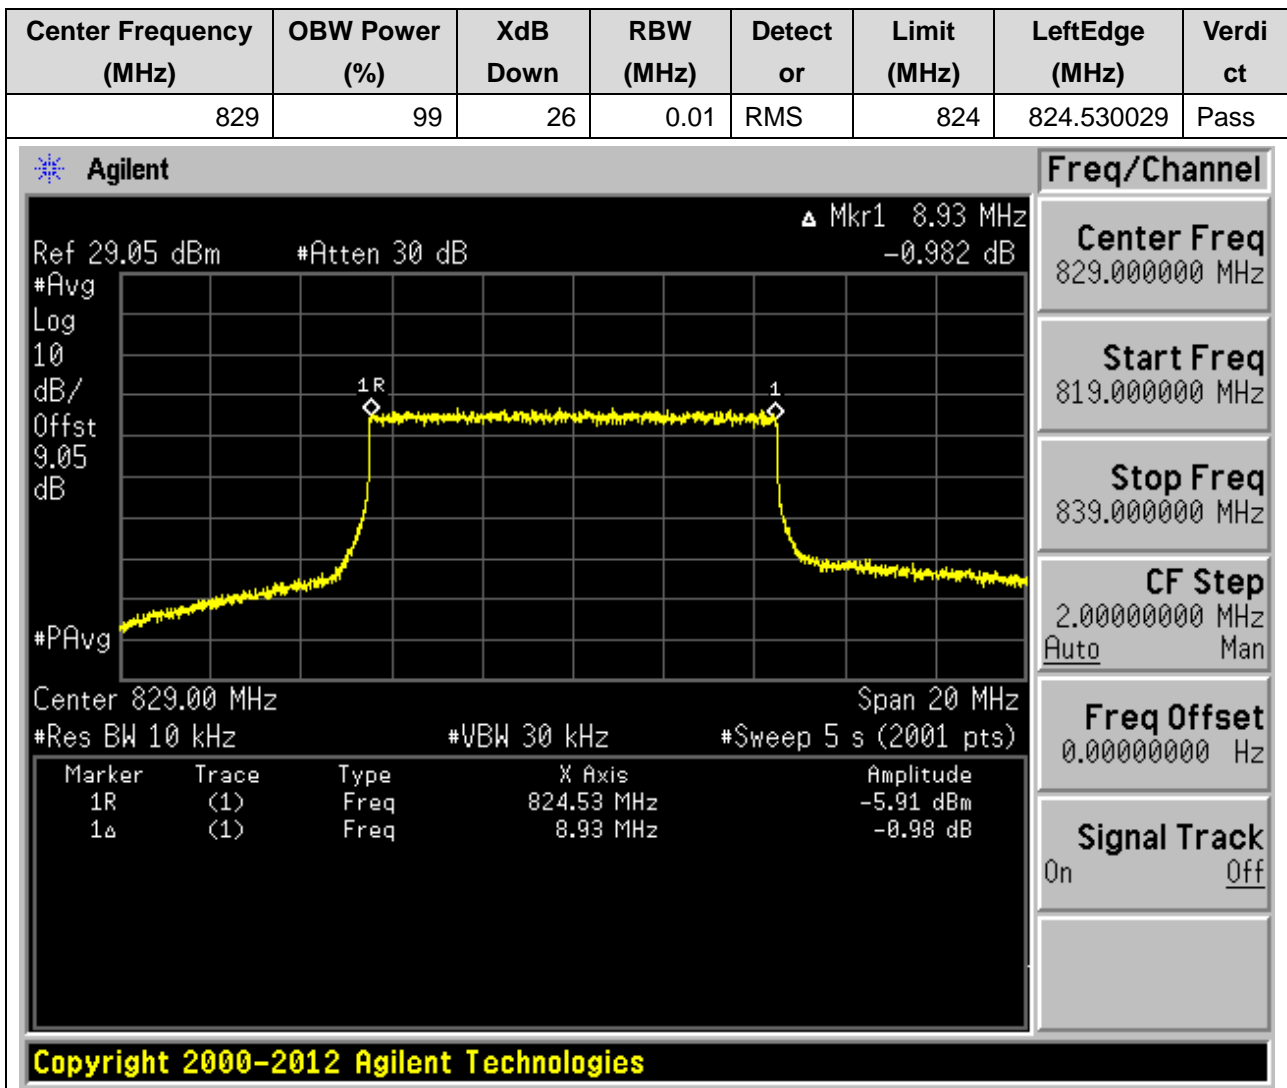 Center Frequency (MHz) OBW Power (%) XdB Down RBW (MHz) Detect or Limit (MHz) LeftEdge (MHz) Verdi ct
829 99 26 0.01 RMS 824 824.530029 Pass
Agilent
Freq/Channel
Δ Mkr1 8.93 MHz
Ref 29.05 dBm #Atten 30 dB -0.982 dB
#Avg
Log
10
dB/
Offst
9.05
dB
#PAvg
1R
1
Center 829.00 MHz Span 20 MHz
#Res BW 10 kHz #VBW 30 kHz #Sweep 5 s (2001 pts)
Marker Trace Type X Axis Amplitude
1R (1) Freq 824.53 MHz -5.91 dBm
1Δ (1) Freq 8.93 MHz -0.98 dB
Center Freq
829.000000 MHz
Start Freq
819.000000 MHz
Stop Freq
839.000000 MHz
CF Step
2.00000000 MHz
Auto Man
Freq Offset
0.00000000 Hz
Signal Track
On Off
Copyright 2000-2012 Agilent Technologies